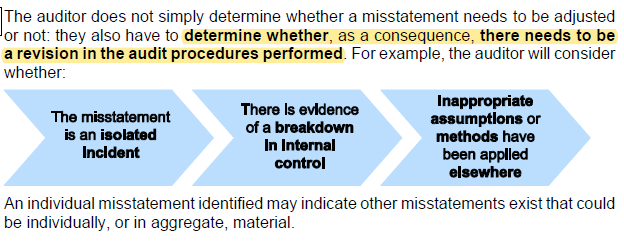 The auditor does not simply determine whether a misstatement needs to be adjusted
or not: they also have to determine whether, as a consequence, there needs to be
a revision in the audit procedures performed. For example, the auditor will consider
whether:
The misstatement
is an isolated
incident
There is evidence
of a breakdown
in internal
control
Inappropriate
assumptions or
methods have
been applied
elsewhere
An individual misstatement identified may indicate other misstatements exist that could
be individually, or in aggregate, material.